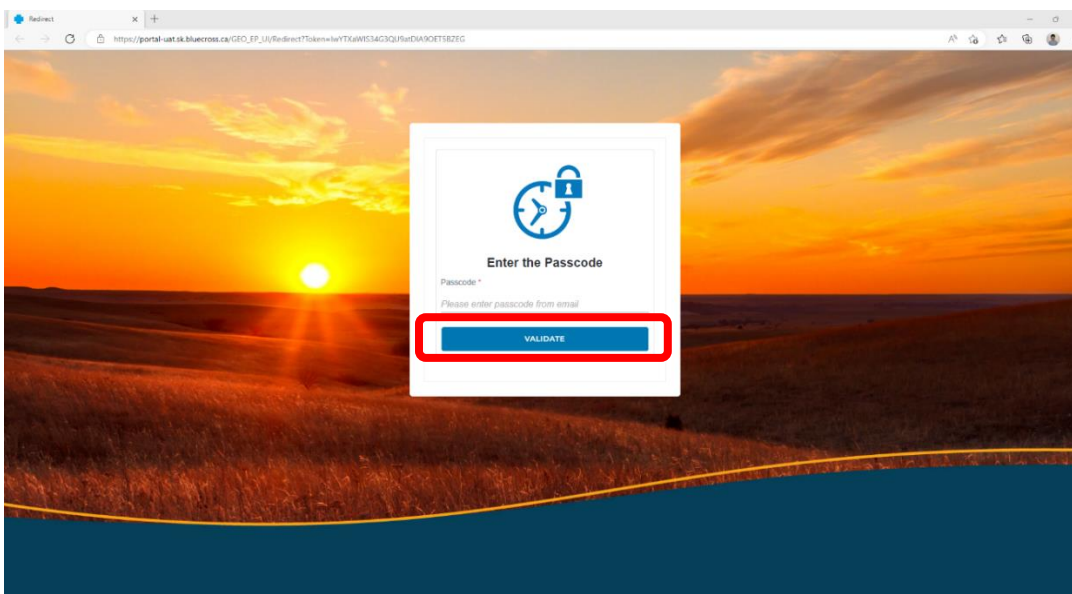 Redirect
https://portal-uat.sk.bluecross.ca/GEO_EP_UI/Redirect?Token=
Enter the Passcode
Passcode *
Please enter passcode from email
VALIDATE